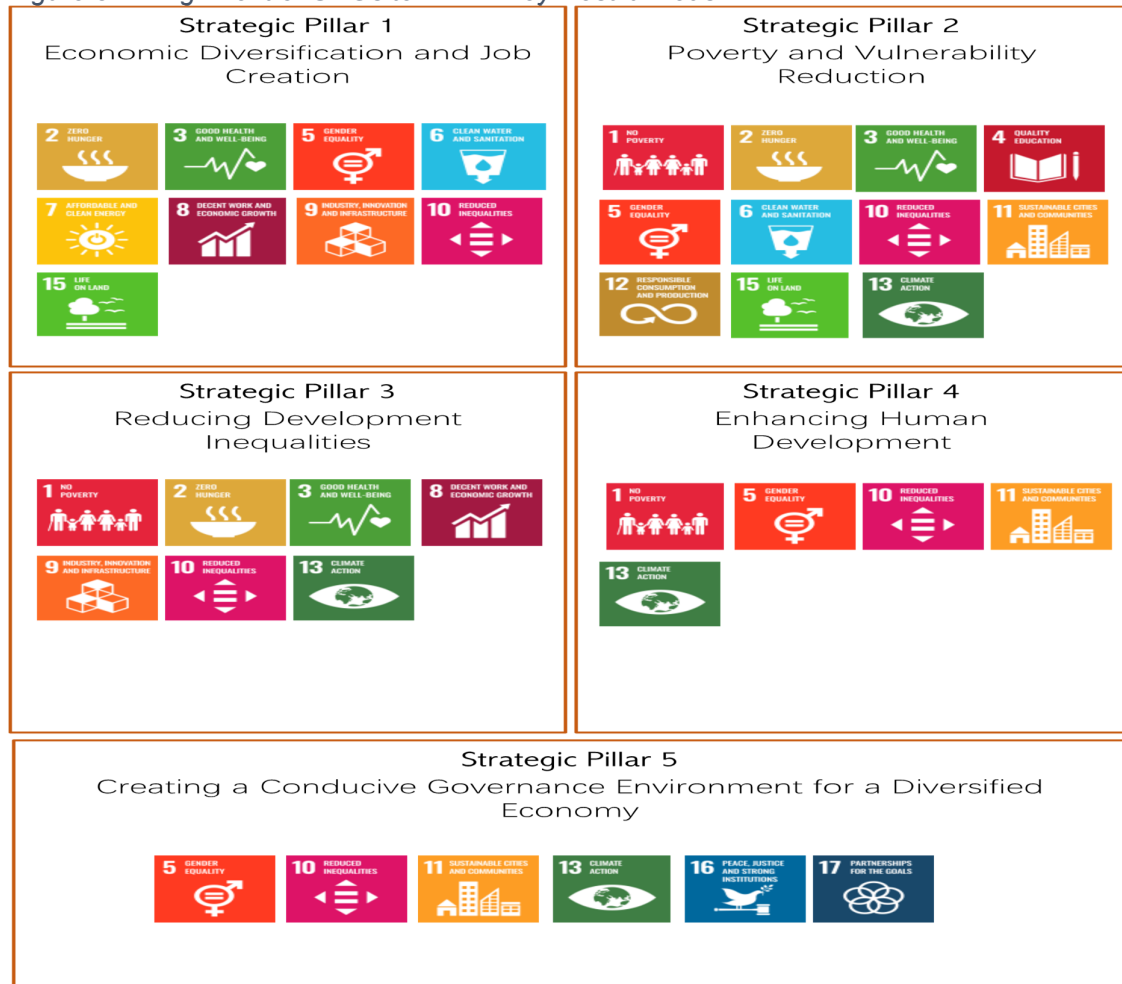 Strategic Pillar 1
Economic Diversification and Job
Creation
2 ZERO
HUNGER
3 GOOD HEALTH
AND WELL-BEING
5 GENDER
EQUALITY
6 CLEAN WATER
AND SANITATION
7 AFFORDABLE AND
CLEAN ENERGY
8 DECENT WORK AND
ECONOMIC GROWTH
9 INDUSTRY, INNOVATION
AND INFRASTRUCTURE
10 REDUCED
INEQUALITIES
15 LIFE
ON LAND
Strategic Pillar 2
Poverty and Vulnerability
Reduction
1 NO
POVERTY
2 ZERO
HUNGER
3 GOOD HEALTH
AND WELL-BEING
4 QUALITY
EDUCATION
5 GENDER
EQUALITY
6 CLEAN WATER
AND SANITATION
10 REDUCED
INEQUALITIES
11 SUSTAINABLE CITIES
AND COMMUNITIES
12 RESPONSIBLE
CONSUMPTION
AND PRODUCTION
15 LIFE
ON LAND
13 CLIMATE
ACTION
Strategic Pillar 3
Reducing Development
Inequalities
1 NO
POVERTY
2 ZERO
HUNGER
3 GOOD HEALTH
AND WELL-BEING
8 DECENT WORK AND
ECONOMIC GROWTH
9 INDUSTRY, INNOVATION
AND INFRASTRUCTURE
10 REDUCED
INEQUALITIES
13 CLIMATE
ACTION
Strategic Pillar 4
Enhancing Human
Development
1 NO
POVERTY
5 GENDER
EQUALITY
10 REDUCED
INEQUALITIES
11 SUSTAINABLE CITIES
AND COMMUNITIES
13 CLIMATE
ACTION
Strategic Pillar 5
Creating a Conducive Governance Environment for a Diversified
Economy
5 GENDER
EQUALITY
10 REDUCED
INEQUALITIES
11 SUSTAINABLE CITIES
AND COMMUNITIES
13 CLIMATE
ACTION
16 PEACE, JUSTICE
AND STRONG
INSTITUTIONS
17 PARTNERSHIPS
FOR THE GOALS